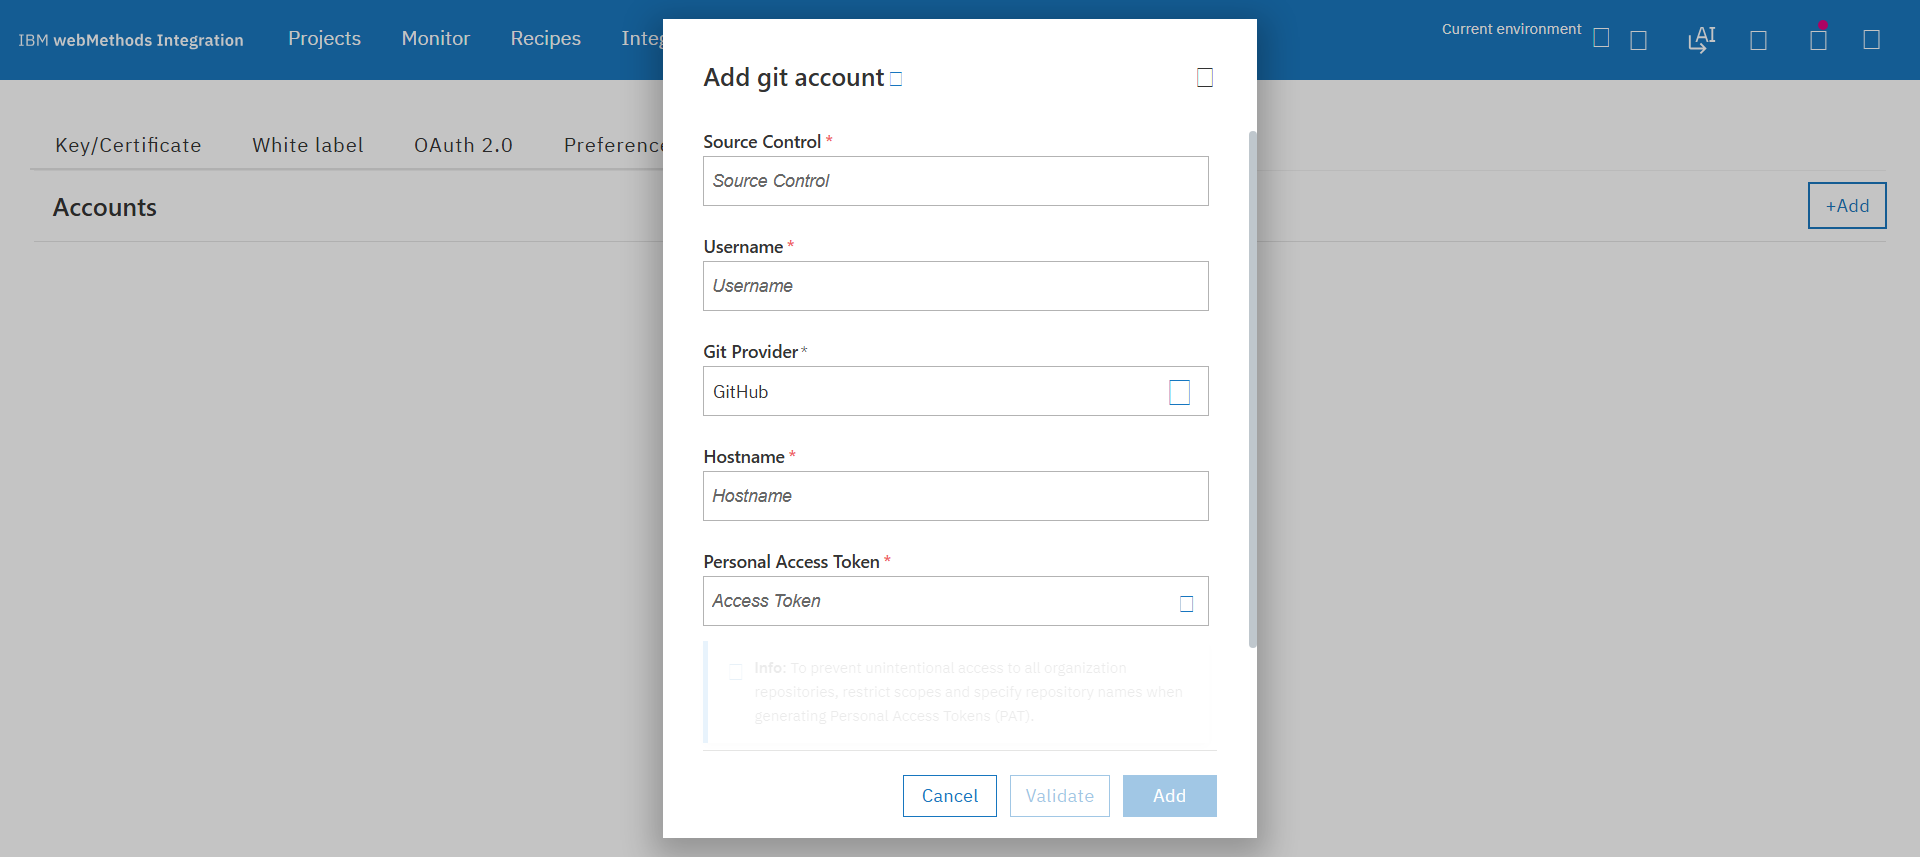 IBM webMethods Integration
Projects
Monitor
Recipes
Integ
Current environment
AI
Key/Certificate
White label
OAuth 2.0
Preference
Accounts
+Add
Add git account
Source Control *
Source Control
Username *
Username
Git Provider*
GitHub
Hostname *
Hostname
Personal Access Token *
Access Token
Info: To prevent unintentional access to all organization
repositories, restrict scopes and specify repository names when
generating Personal Access Tokens (PAT).
Cancel
Validate
Add